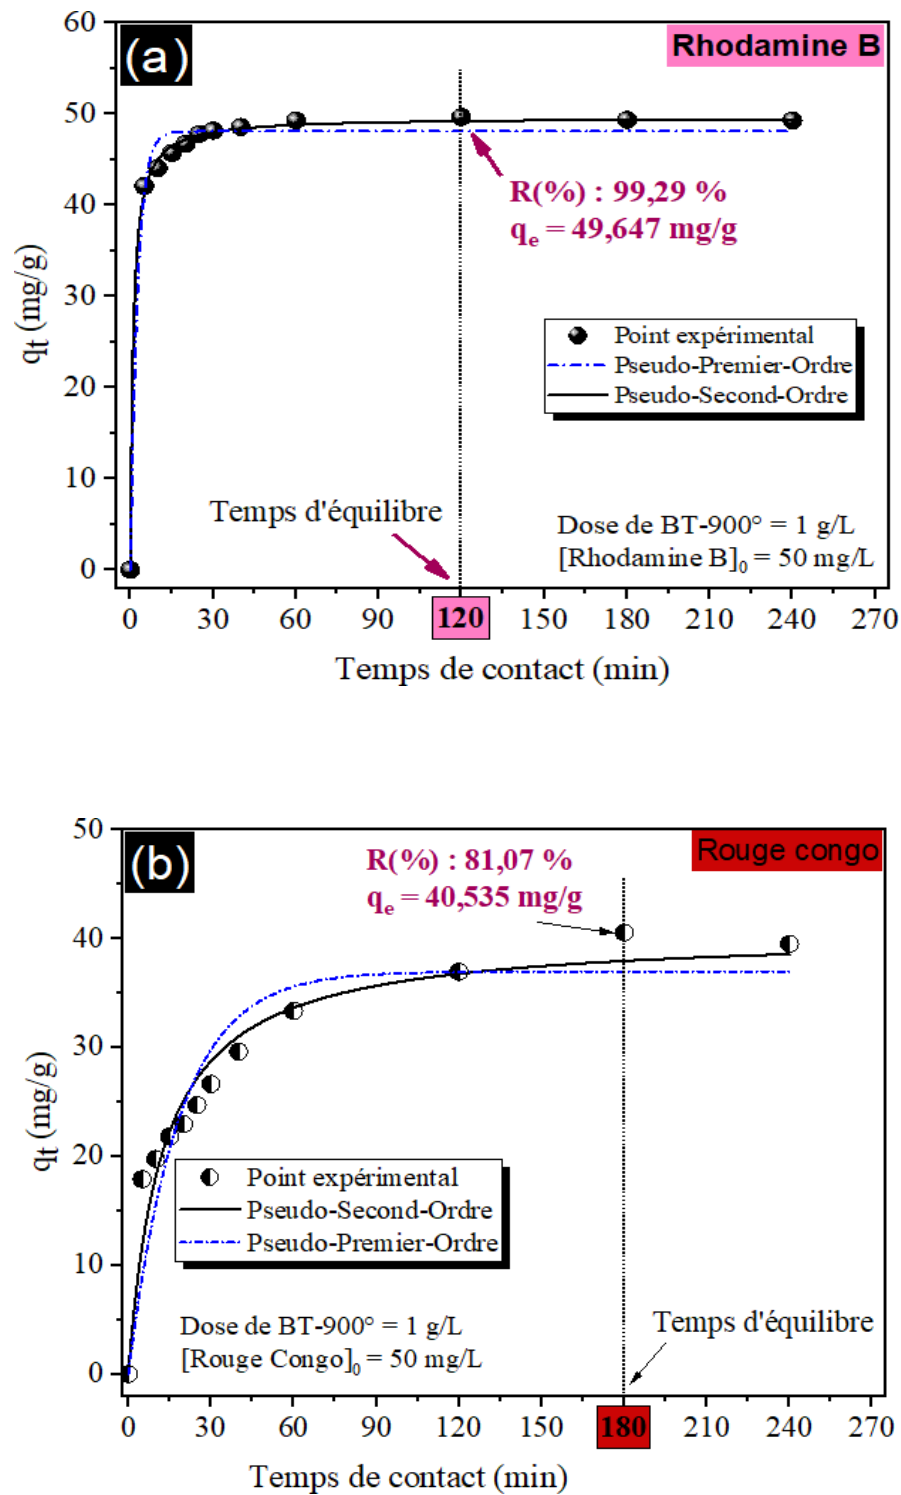 (a)
Rhodamine B
60
50
40
30
20
10
0
qt (mg/g)
R(%) : 99,29 %
qe = 49,647 mg/g
Point expérimental
Pseudo-Premier-Ordre
Pseudo-Second-Ordre
Temps d'équilibre
Dose de BT-900° = 1 g/L
[Rhodamine B]0 = 50 mg/L
0 30 60 90 120 150 180 210 240 270
Temps de contact (min)
(b)
Rouge congo
50
40
30
20
10
0
qt (mg/g)
R(%) : 81,07 %
qe = 40,535 mg/g
Point expérimental
Pseudo-Second-Ordre
Pseudo-Premier-Ordre
Temps d'équilibre
Dose de BT-900° = 1 g/L
[Rouge Congo]0 = 50 mg/L
0 30 60 90 120 150 180 210 240 270
Temps de contact (min)